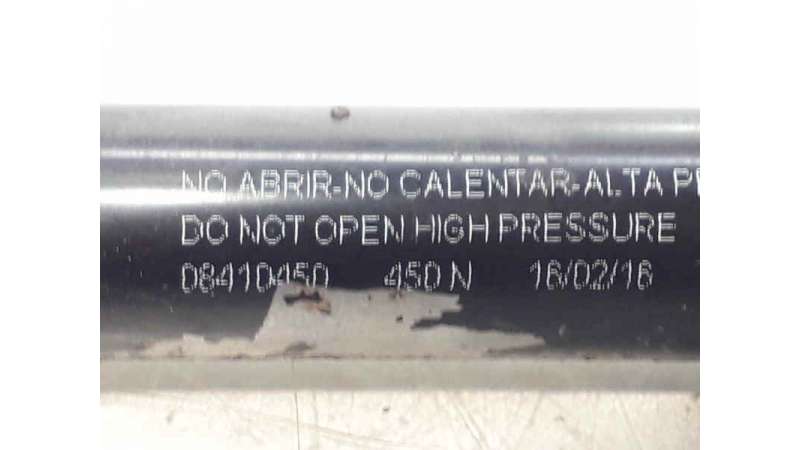 NO ABRIR-NO CALENTAR-ALTA
DO NOT OPEN HIGH PRESSURE
08410450 450 N 16/02/16